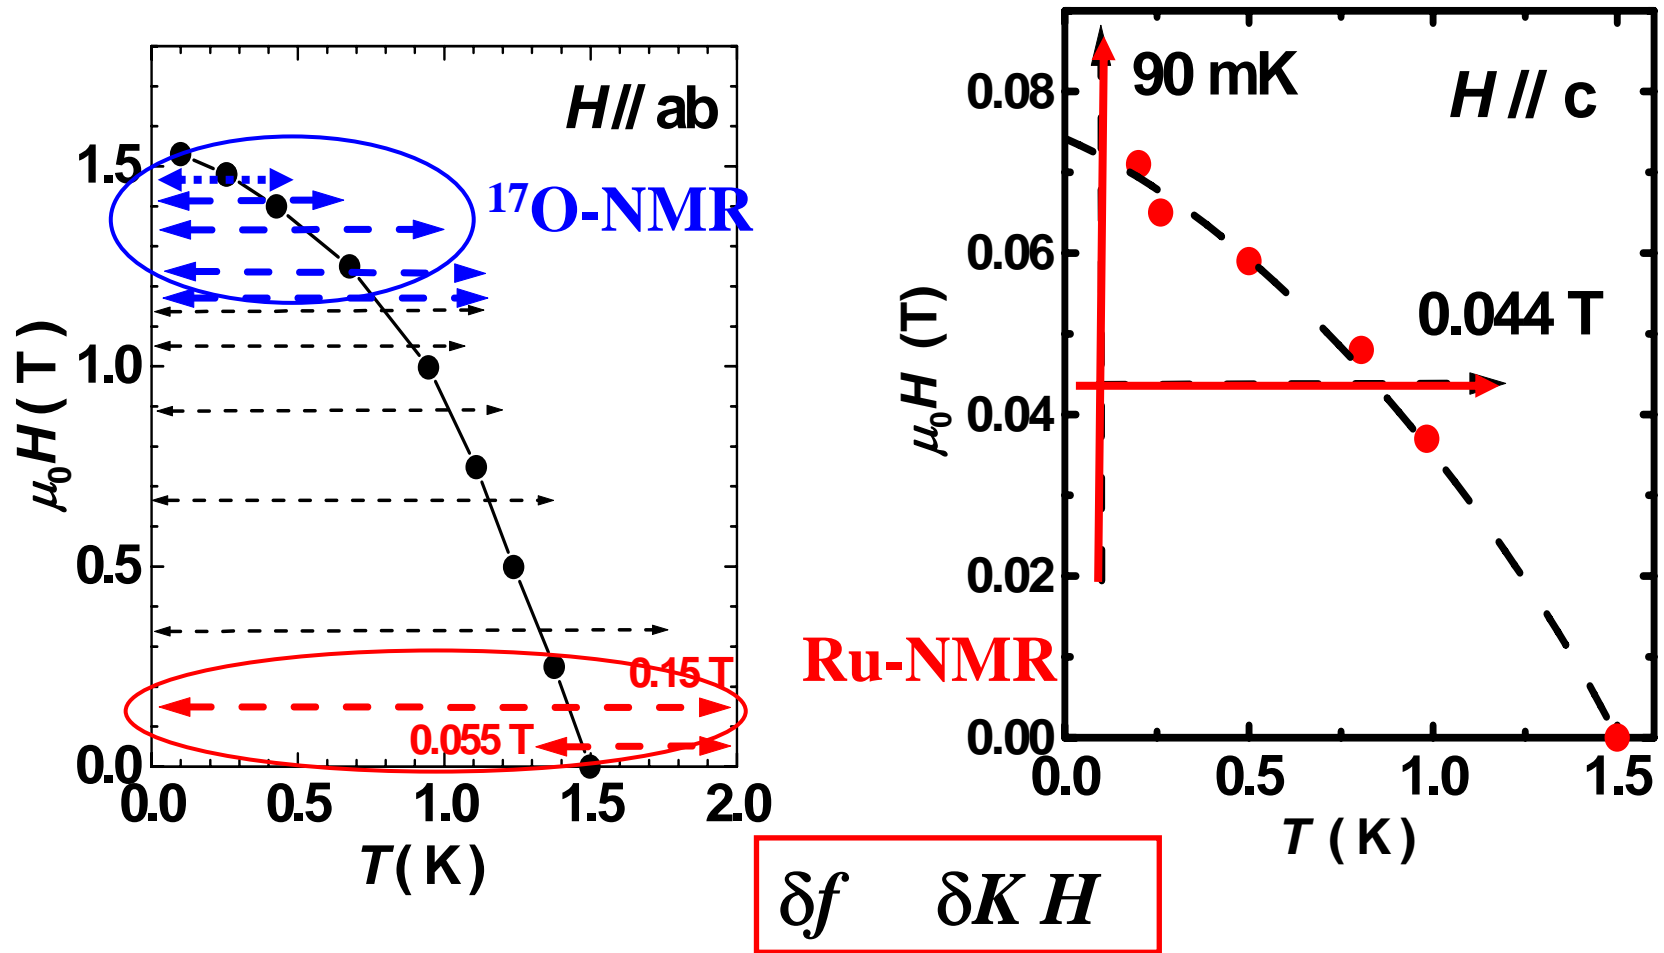 H// ab
1.5
1.0
0.5
0.0
0.0 0.5 1.0 1.5 2.0
μ0H ( T )
T( K )
17O-NMR
0.15 T
0.055 T
90 mK
H // c
0.08
0.06
0.04
0.02
0.00
0.0 0.5 1.0 1.5
μ0H (T)
T ( K )
0.044 T
Ru-NMR
δf δK H